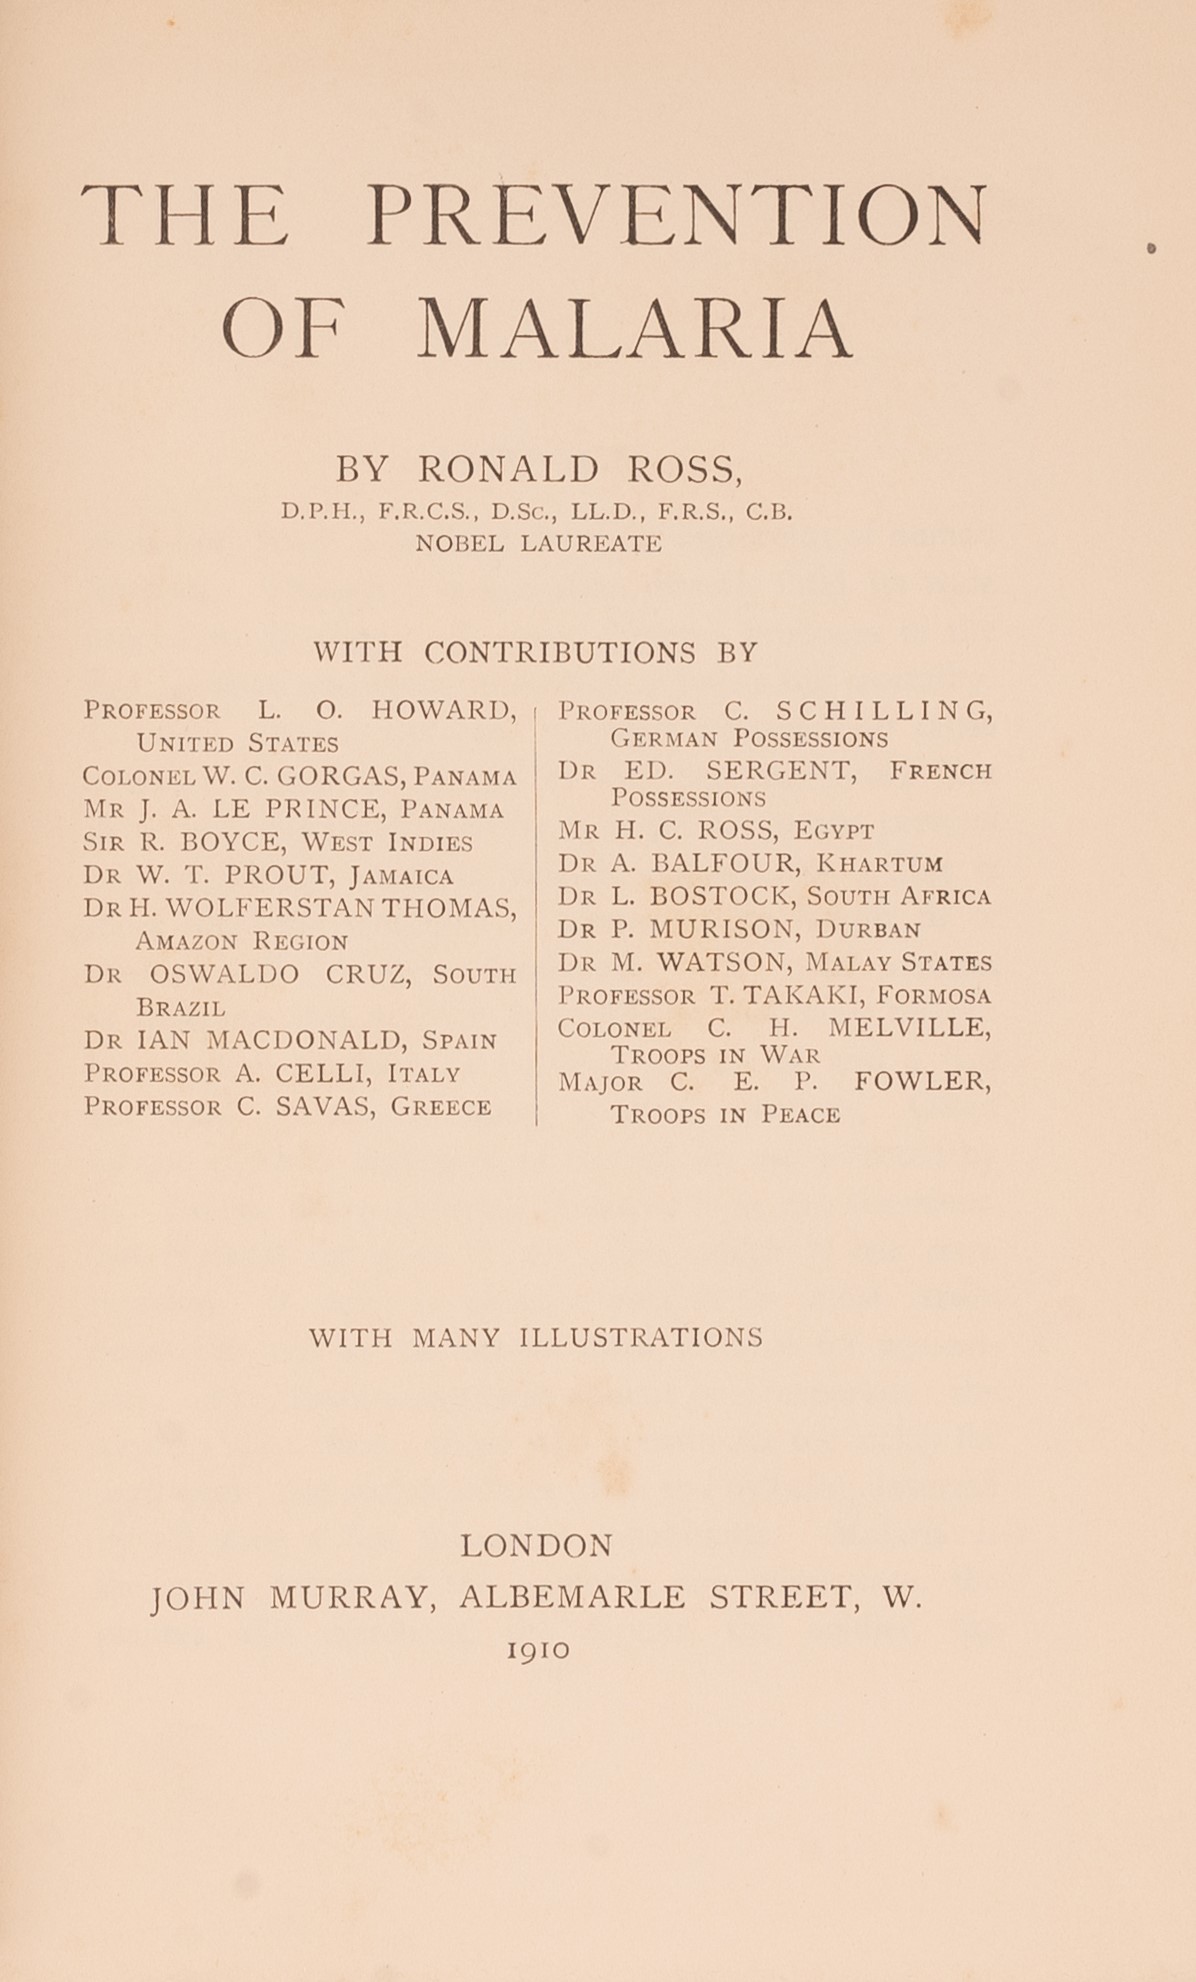 THE PREVENTION
OF MALARIA
BY RONALD ROSS,
D.P.H., F.R.C.S., D.Sc., LL.D., F.R.S., C.B.
NOBEL LAUREATE
WITH CONTRIBUTIONS BY
PROFESSOR L. O. HOWARD,
UNITED STATES
COLONEL W. C. GORGAS, PANAMA
MR J. A. LE PRINCE, PANAMA
SIR R. BOYCE, WEST INDIES
DR W. T. PROUT, JAMAICA
DR H. WOLFERSTAN THOMAS,
AMAZON REGION
DR OSWALDO CRUZ, SOUTH
BRAZIL
DR IAN MACDONALD, SPAIN
PROFESSOR A. CELLI, ITALY
PROFESSOR C. SAVAS, GREECE
PROFESSOR C. SCHILLING,
GERMAN POSSESSIONS
DR ED. SERGENT, FRENCH
POSSESSIONS
MR H. C. ROSS, EGYPT
DR A. BALFOUR, KHARTUM
DR L. BOSTOCK, SOUTH AFRICA
DR P. MURISON, DURBAN
DR M. WATSON, MALAY STATES
PROFESSOR T. TAKAKI, FORMOSA
COLONEL C. H. MELVILLE,
TROOPS IN WAR
MAJOR C. E. P. FOWLER,
TROOPS IN PEACE
WITH MANY ILLUSTRATIONS
LONDON
JOHN MURRAY, ALBEMARLE STREET, W.
1910